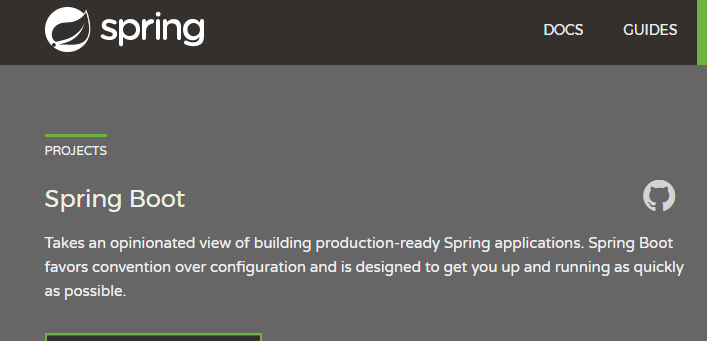 spring
DOCS
GUIDES
PROJECTS
Spring Boot
Takes an opinionated view of building production-ready Spring applications. Spring Boot
favors convention over configuration and is designed to get you up and running as quickly
as possible.